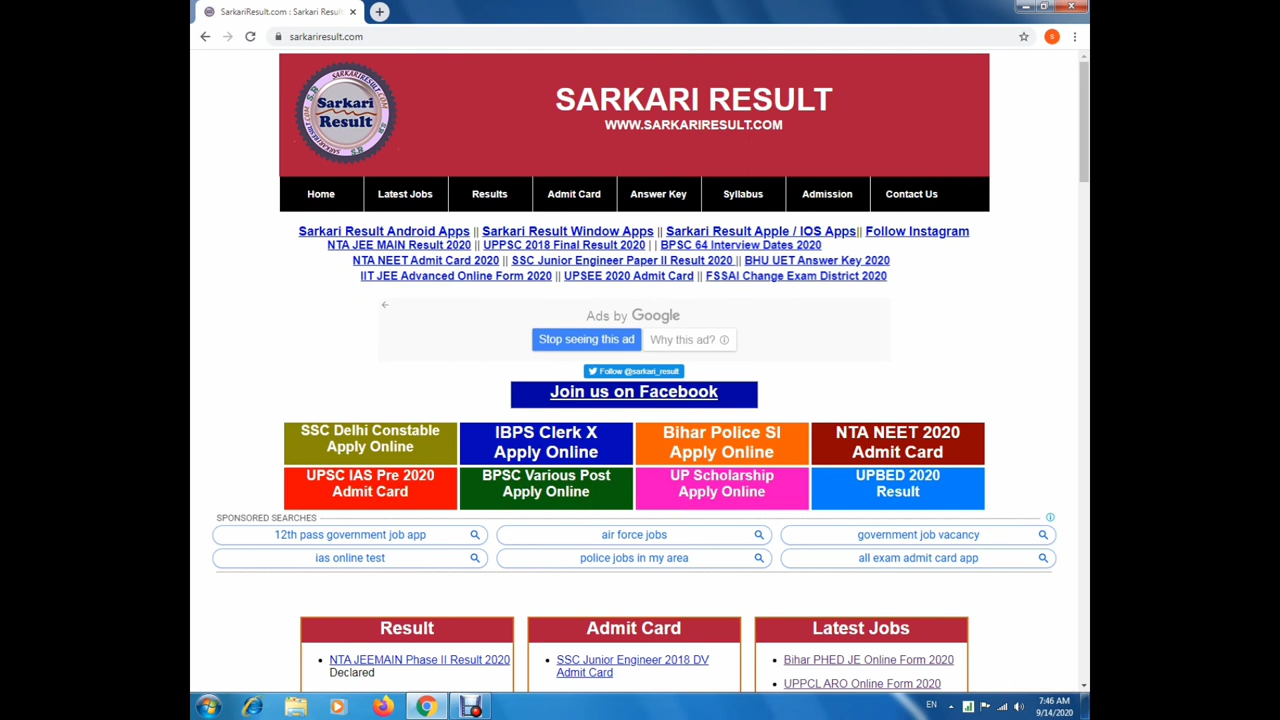 SarkariResult.com : Sarkari Result
sarkariresult.com
S
SARKARIRESULT.COM
Sarkari
Result
SARKARI RESULT
WWW.SARKARIRESULT.COM
Home
Latest Jobs
Results
Admit Card
Answer Key
Syllabus
Admission
Contact Us
Sarkari Result Android Apps || Sarkari Result Window Apps || Sarkari Result Apple / IOS Apps|| Follow Instagram
NTA JEE MAIN Result 2020 || UPPSC 2018 Final Result 2020 | | BPSC 64 Interview Dates 2020
NTA NEET Admit Card 2020 || SSC Junior Engineer Paper II Result 2020 || BHU UET Answer Key 2020
IIT JEE Advanced Online Form 2020 || UPSEE 2020 Admit Card || FSSAI Change Exam District 2020
Ads by Google
Stop seeing this ad
Why this ad?
Follow @sarkari_result
Join us on Facebook
SSC Delhi Constable
Apply Online
IBPS Clerk X
Apply Online
Bihar Police SI
Apply Online
NTA NEET 2020
Admit Card
UPSC IAS Pre 2020
Admit Card
BPSC Various Post
Apply Online
UP Scholarship
Apply Online
UPBED 2020
Result
SPONSORED SEARCHES
12th pass government job app
air force jobs
government job vacancy
ias online test
police jobs in my area
all exam admit card app
Result
NTA JEEMAIN Phase II Result 2020
Declared
Admit Card
SSC Junior Engineer 2018 DV
Admit Card
Latest Jobs
Bihar PHED JE Online Form 2020
UPPCL ARO Online Form 2020
EN
7:46 AM
9/14/2020